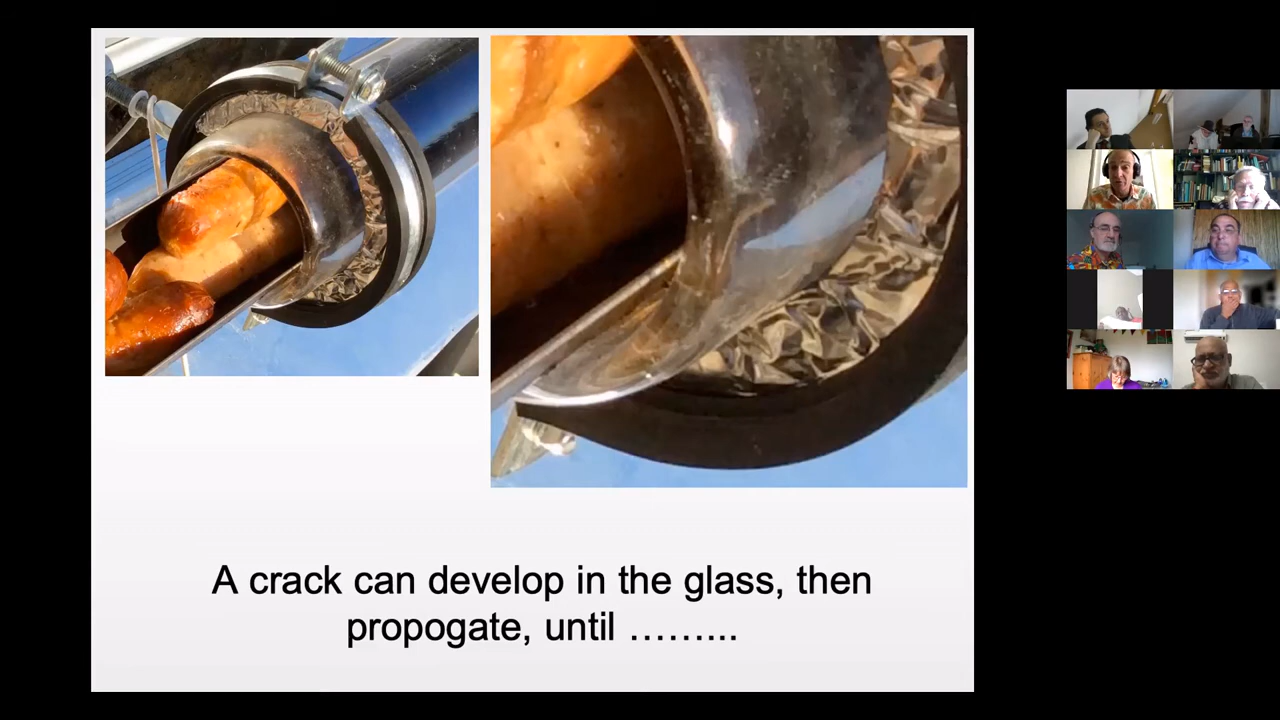 A crack can develop in the glass, then
propogate, until ……...